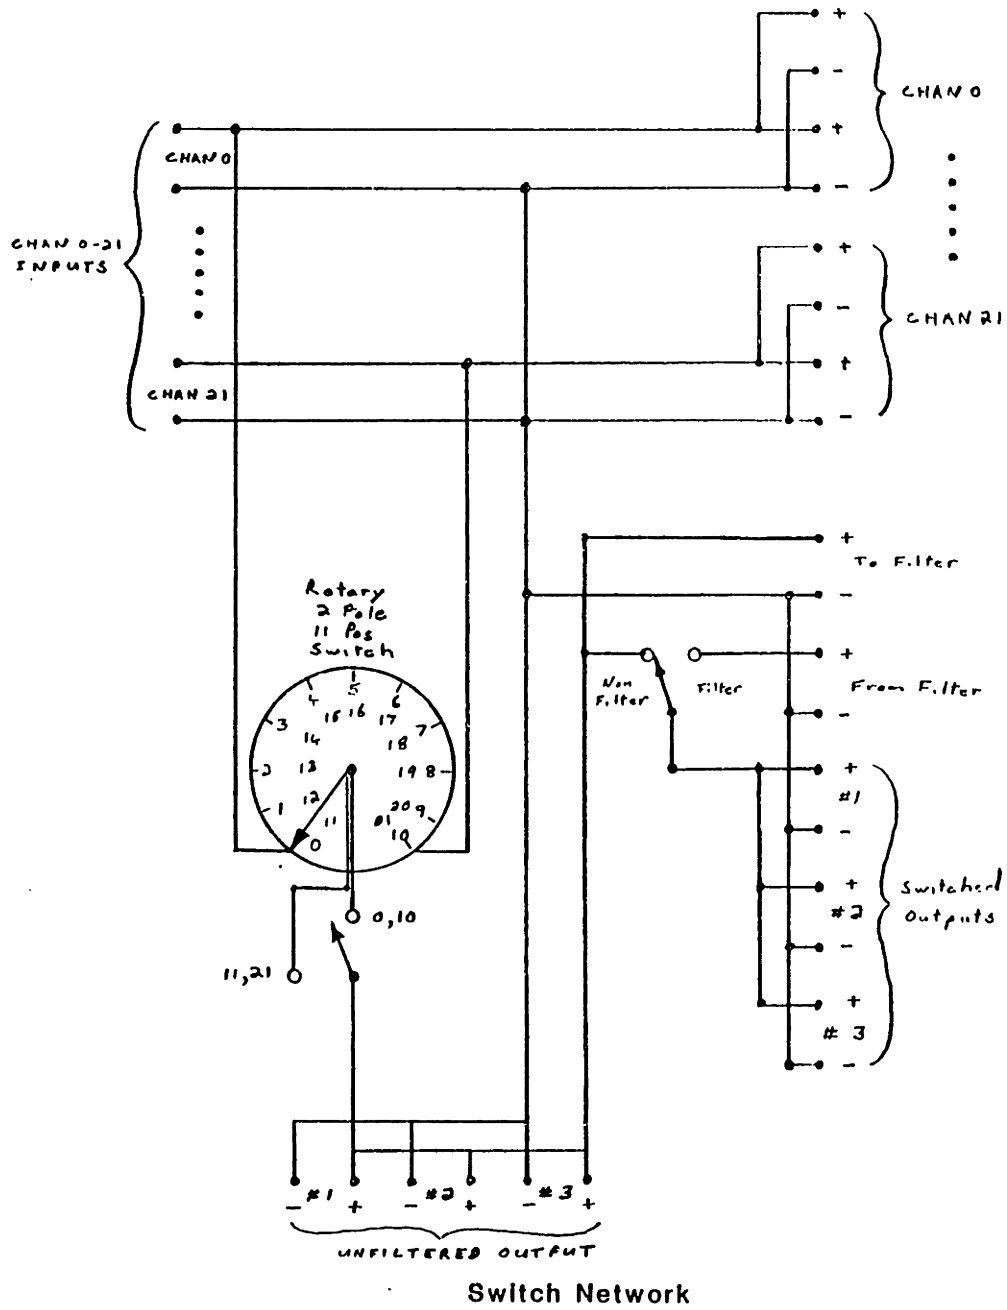 +
-
CHAN 0
+
-
CHAN 0
CHAN 0-21
INPUTS
+
-
CHAN 21
+
-
CHAN 21
+
To Filter
-
+
From Filter
-
Non
Filter
Filter
Rotary
2 Pole
11 Pos
Switch
0 1 2 3 4 5 6 7 8 9 10
11 12 13 14 15 16 17 18 19 20 21
0,10
11,21
+
#1
-
+
#2
-
+
#3
-
Switched
Outputs
- #1 + - #2 + - #3 +
UNFILTERED OUTPUT
Switch Network